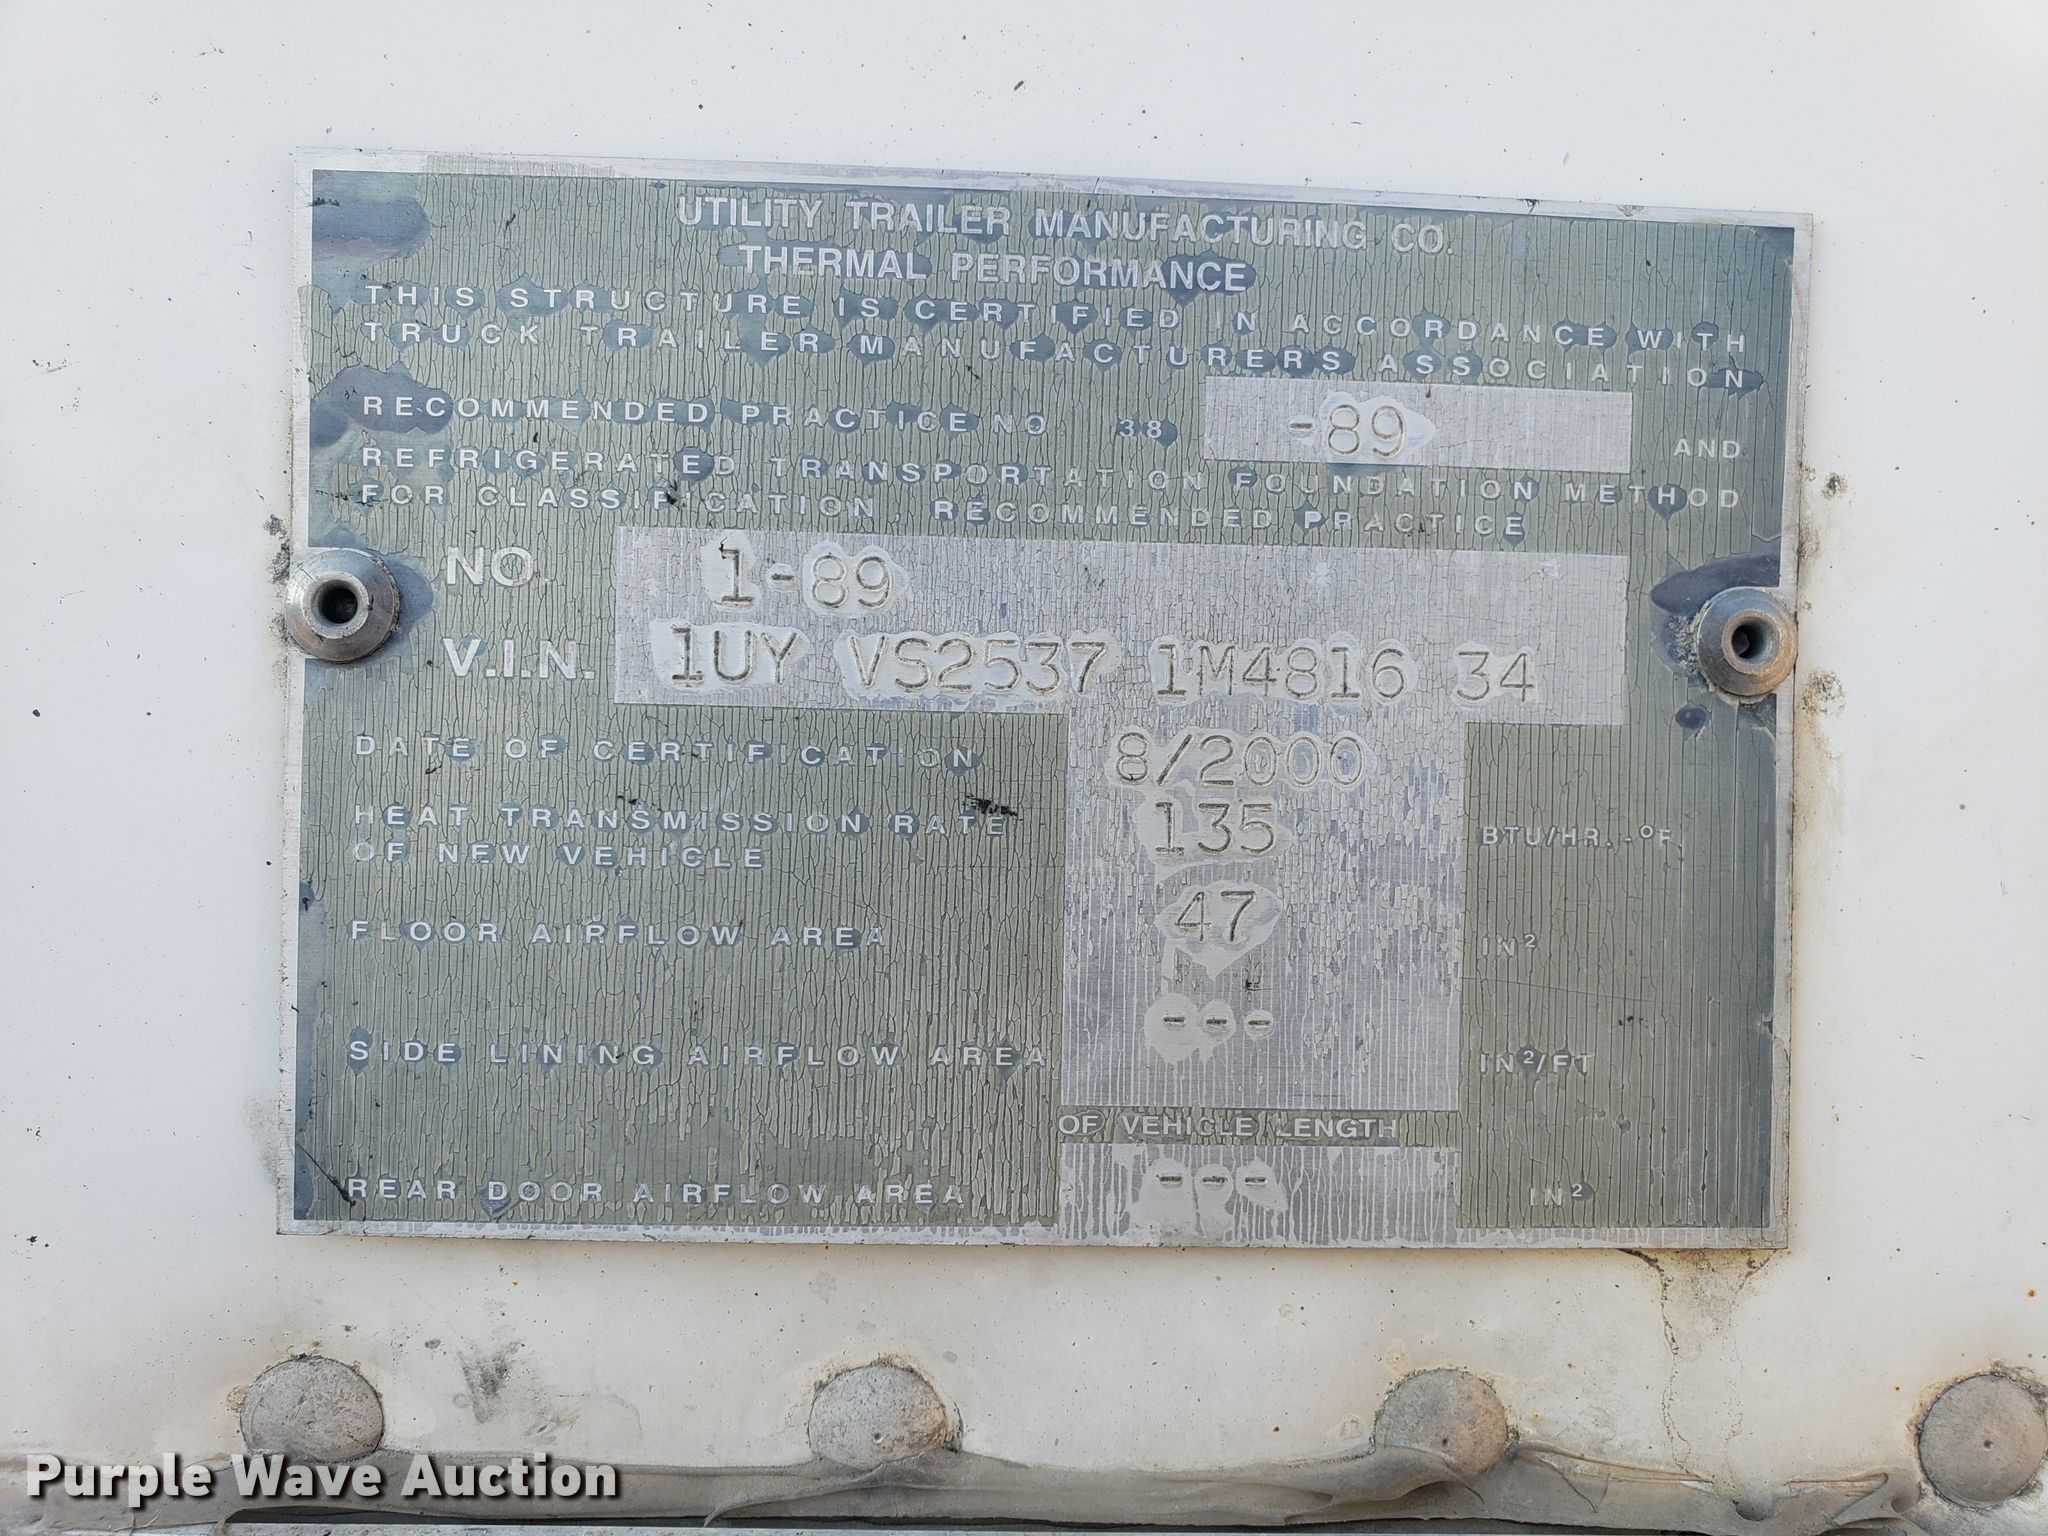 UTILITY TRAILER MANUFACTURING CO.
THERMAL PERFORMANCE
THIS STRUCTURE IS CERTIFIED IN ACCORDANCE WITH
TRUCK TRAILER MANUFACTURERS ASSOCIATION
RECOMMENDED PRACTICE NO 38 -89 AND
REFRIGERATED TRANSPORTATION FOUNDATION METHOD
FOR CLASSIFICATION, RECOMMENDED PRACTICE
NO. 1-89
V.I.N. 1UY VS2537 1M4816 34
DATE OF CERTIFICATION 8/2000
HEAT TRANSMISSION RATE 135 BTU/HR.-°F.
OF NEW VEHICLE
FLOOR AIRFLOW AREA 47 IN²
SIDE LINING AIRFLOW AREA --- IN²/FT
OF VEHICLE LENGTH
REAR DOOR AIRFLOW AREA --- IN²
Purple Wave Auction